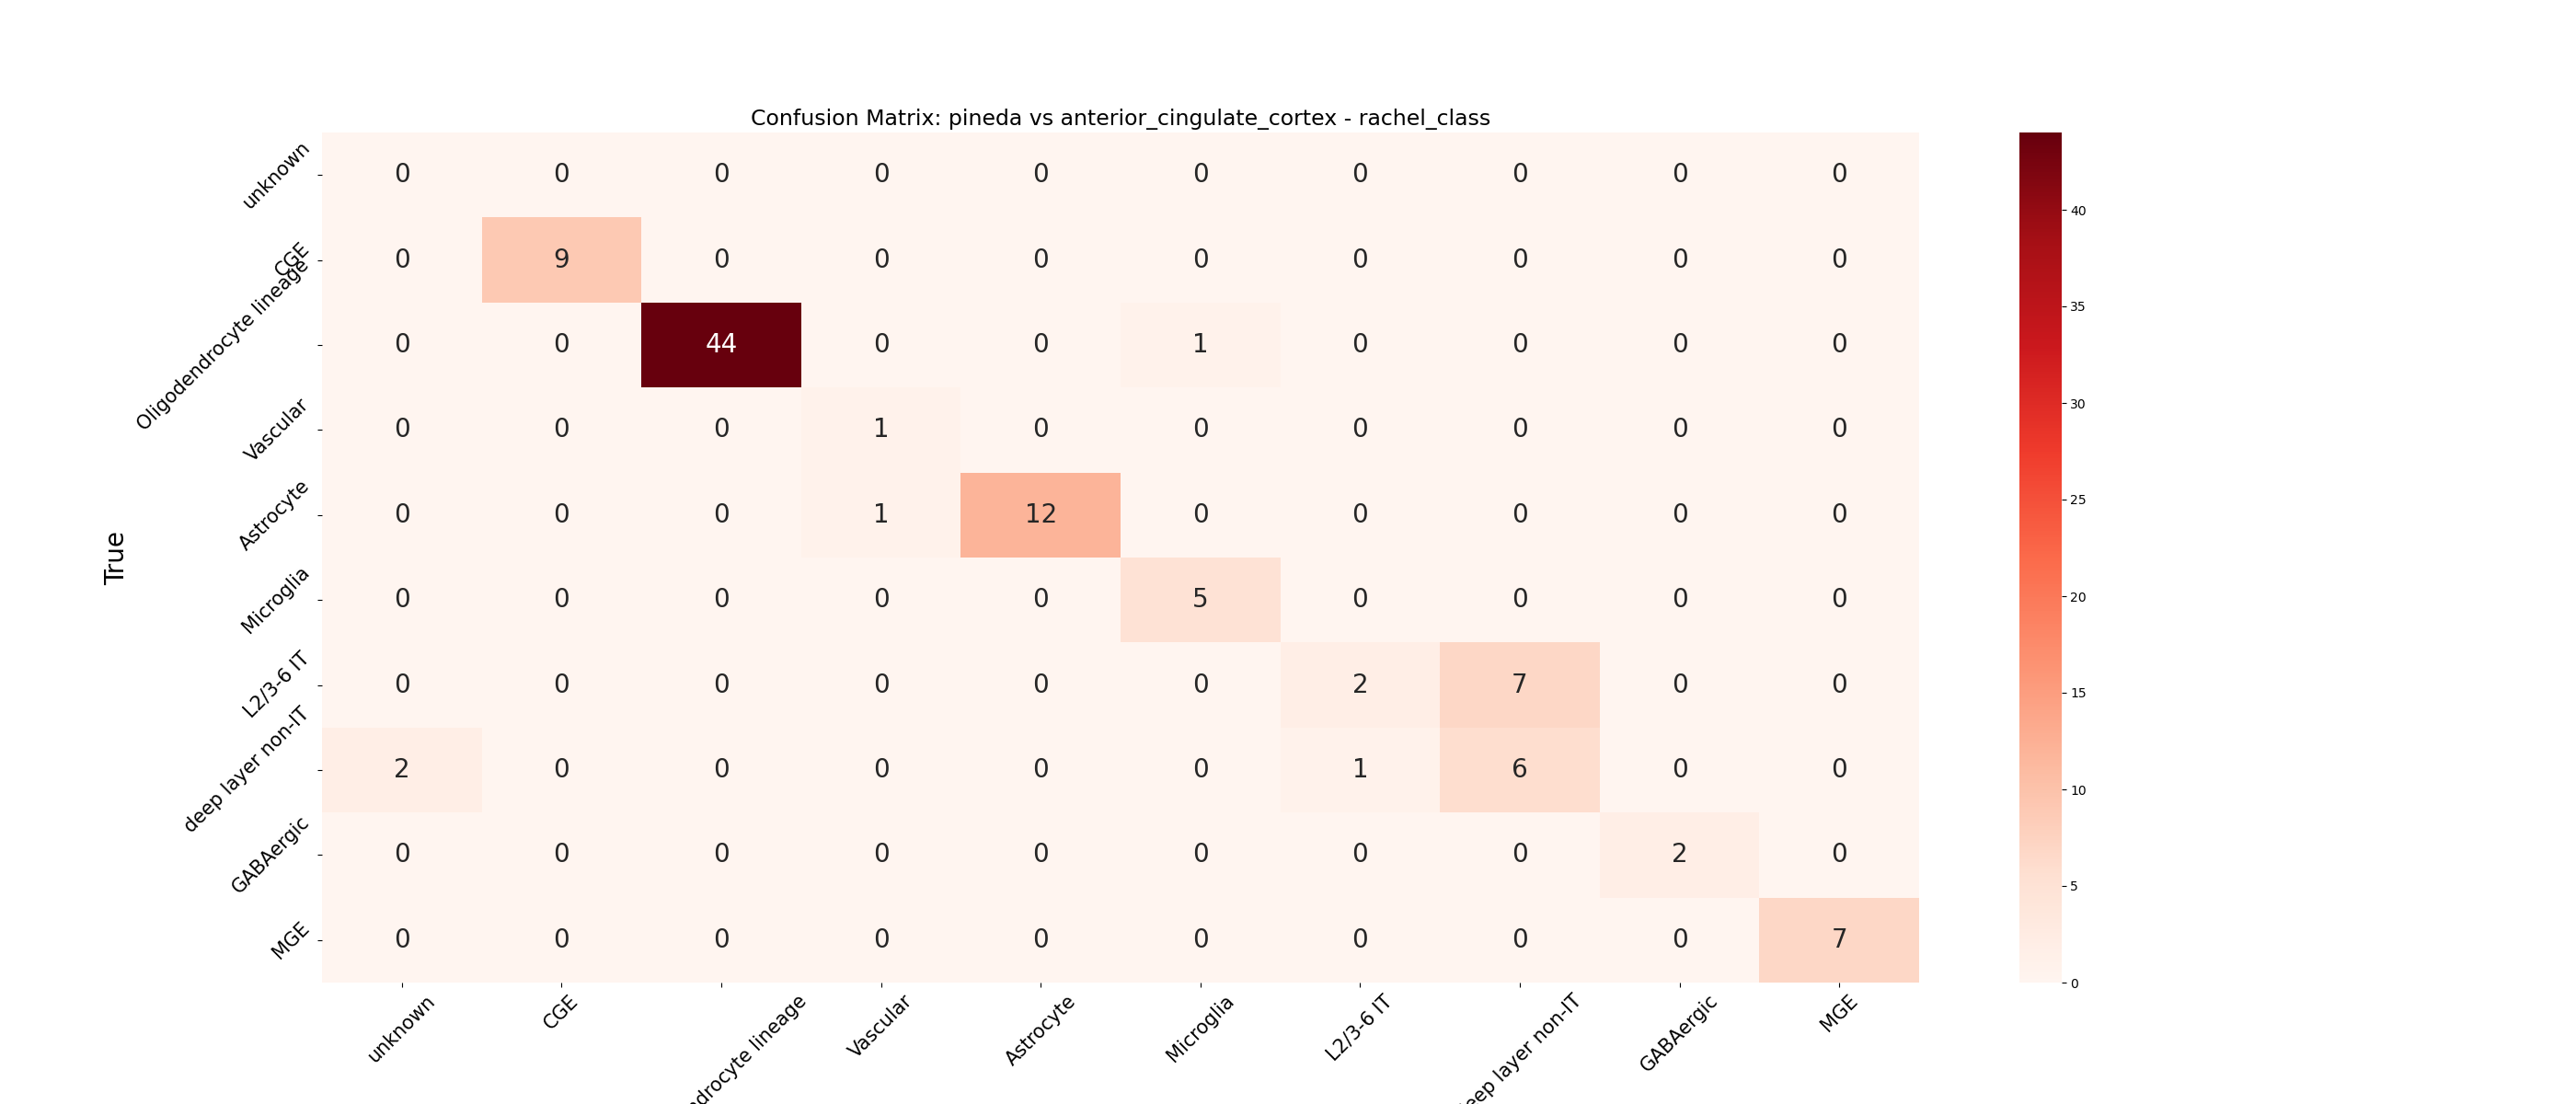 Confusion Matrix: pineda vs anterior_cingulate_cortex - rachel_class
True
unknown 0 0 0 0 0 0 0 0 0 0
CGE 0 9 0 0 0 0 0 0 0 0
Oligodendrocyte lineage 0 0 44 0 0 1 0 0 0 0
Vascular 0 0 0 1 0 0 0 0 0 0
Astrocyte 0 0 0 1 12 0 0 0 0 0
Microglia 0 0 0 0 0 5 0 0 0 0
L2/3-6 IT 0 0 0 0 0 0 2 7 0 0
deep layer non-IT 2 0 0 0 0 0 1 6 0 0
GABAergic 0 0 0 0 0 0 0 0 2 0
MGE 0 0 0 0 0 0 0 0 0 7
unknown CGE ndrocyte lineage Vascular Astrocyte Microglia L2/3-6 IT eep layer non-IT GABAergic MGE
40
35
30
25
20
15
10
5
0